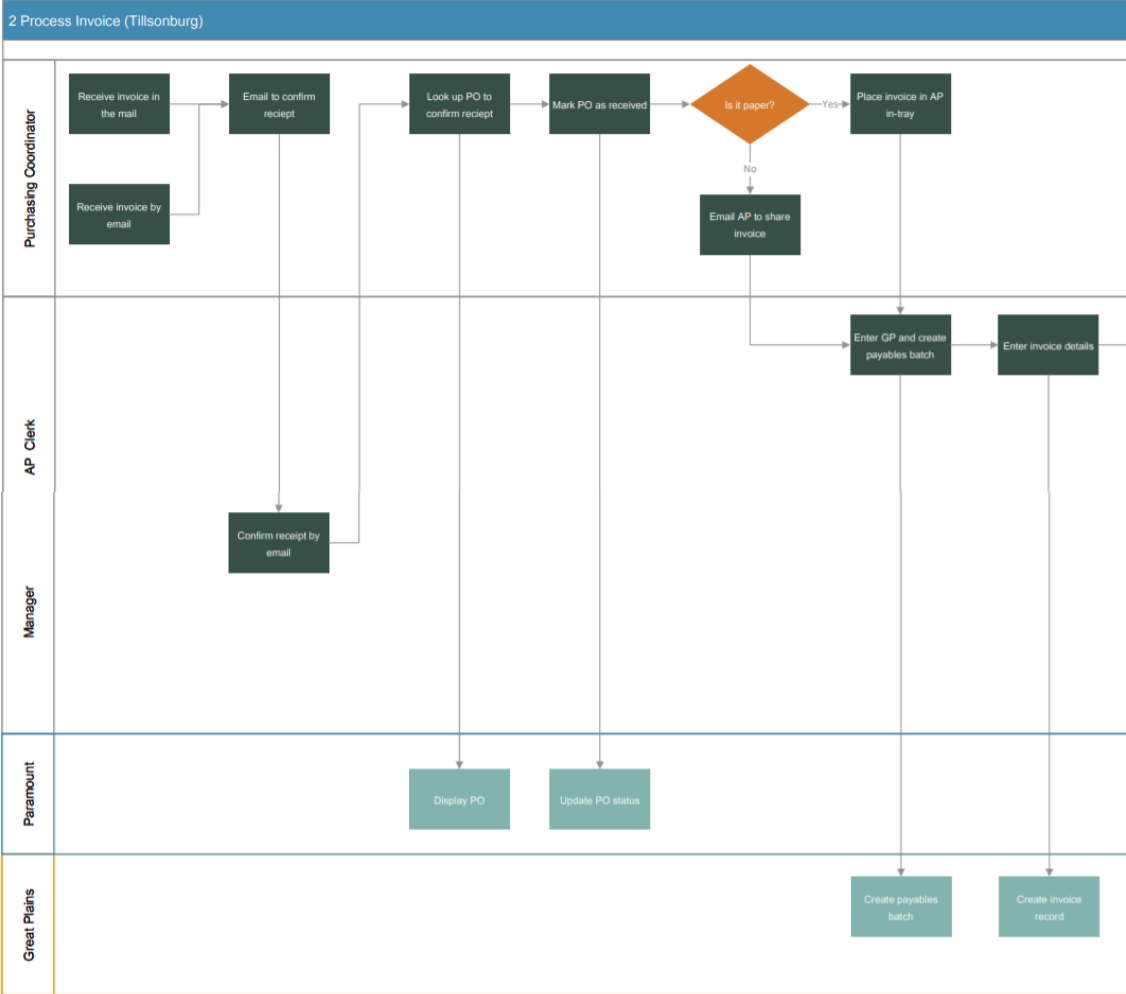 2 Process Invoice (Tillsonburg)
Purchasing Coordinator
Receive invoice in
the mail
Email to confirm
reciept
Look up PO to
confirm reciept
Mark PO as received
Is it paper?
Yes
Place invoice in AP
in-tray
Receive invoice by
email
No
Email AP to share
invoice
AP Clerk
Enter GP and create
payables batch
Enter invoice details
Manager
Confirm receipt by
email
Paramount
Display PO
Update PO status
Great Plains
Create payables
batch
Create invoice
record